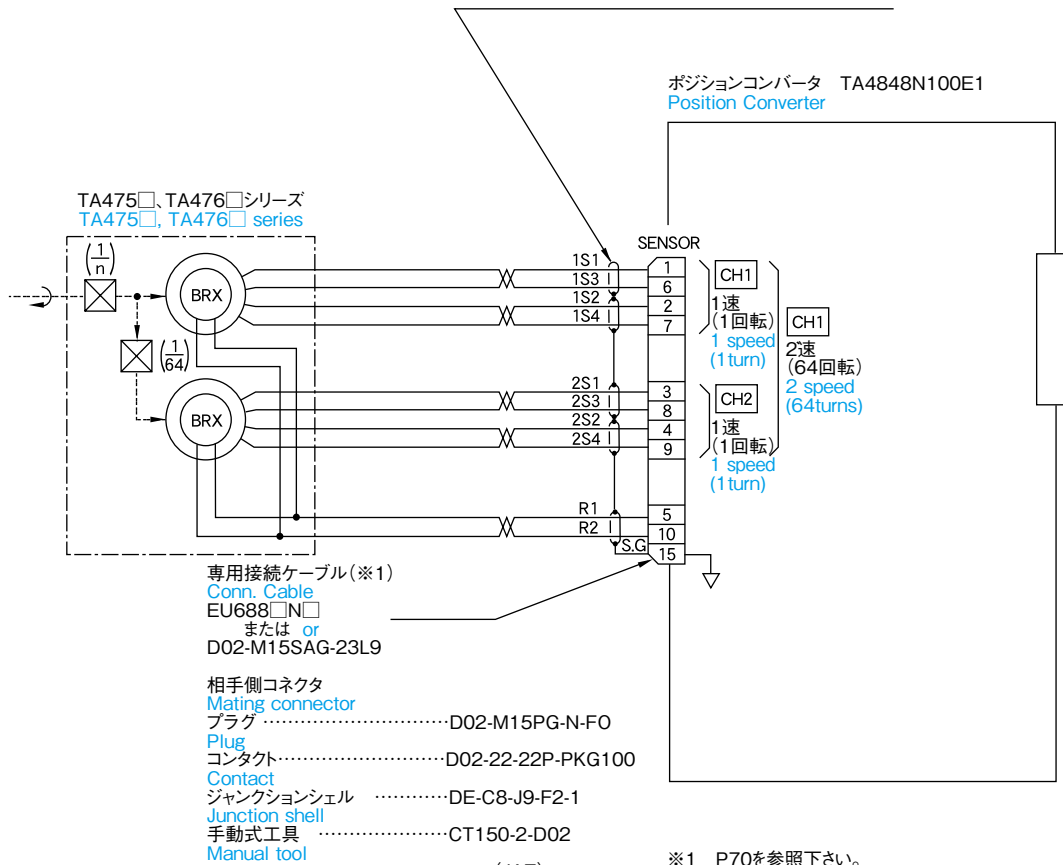 ポジションコンバータ TA4848N100E1
Position Converter
TA475□、TA476□シリーズ
TA475□, TA476□ series
(1/n)
BRX
(1/64)
BRX
SENSOR
1S1
1
1S3
6
1S2
2
1S4
7
2S1
3
2S3
8
2S2
4
2S4
9
R1
5
R2
10
S.G
15
CH1
1速
(1回転)
1 speed
(1turn)
CH2
1速
(1回転)
1 speed
(1turn)
CH1
2速
(64回転)
2 speed
(64turns)
専用接続ケーブル(※1)
Conn. Cable
EU688□N□
または or
D02-M15SAG-23L9
相手側コネクタ
Mating connector
プラグ …………………………D02-M15PG-N-FO
Plug
コンタクト………………………D02-22-22P-PKG100
Contact
ジャンクションシェル …………DE-C8-J9-F2-1
Junction shell
手動式工具 …………………CT150-2-D02
Manual tool
※1 P70を参照下さい。